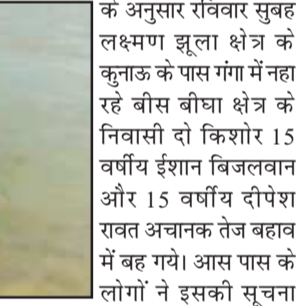 के अनुसार रविवार सुबह
लक्ष्मण झूला क्षेत्र के
कुनाऊ के पास गंगा में नहा
रहे बीस बीघा क्षेत्र के
निवासी दो किशोर 15
वर्षीय ईशान बिजलवान
और 15 वर्षीय दीपेश
रावत अचानक तेज बहाव
में बह गये। आस पास के
लोगों ने इसकी सूचना